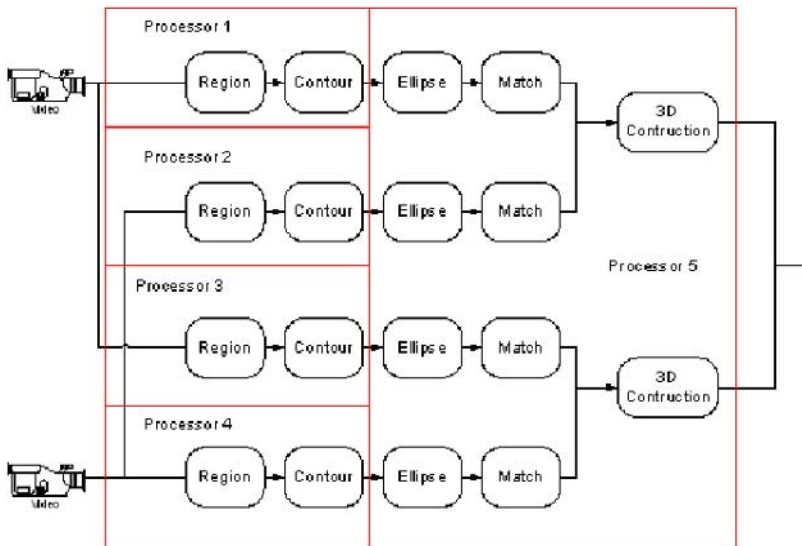 Processor 1
Region
Contour
Ellipse
Match
Video
3D
Contruction
Processor 2
Region
Contour
Ellipse
Match
Processor 5
Processor 3
Region
Contour
Ellipse
Match
3D
Contruction
Processor 4
Region
Contour
Ellipse
Match
Video